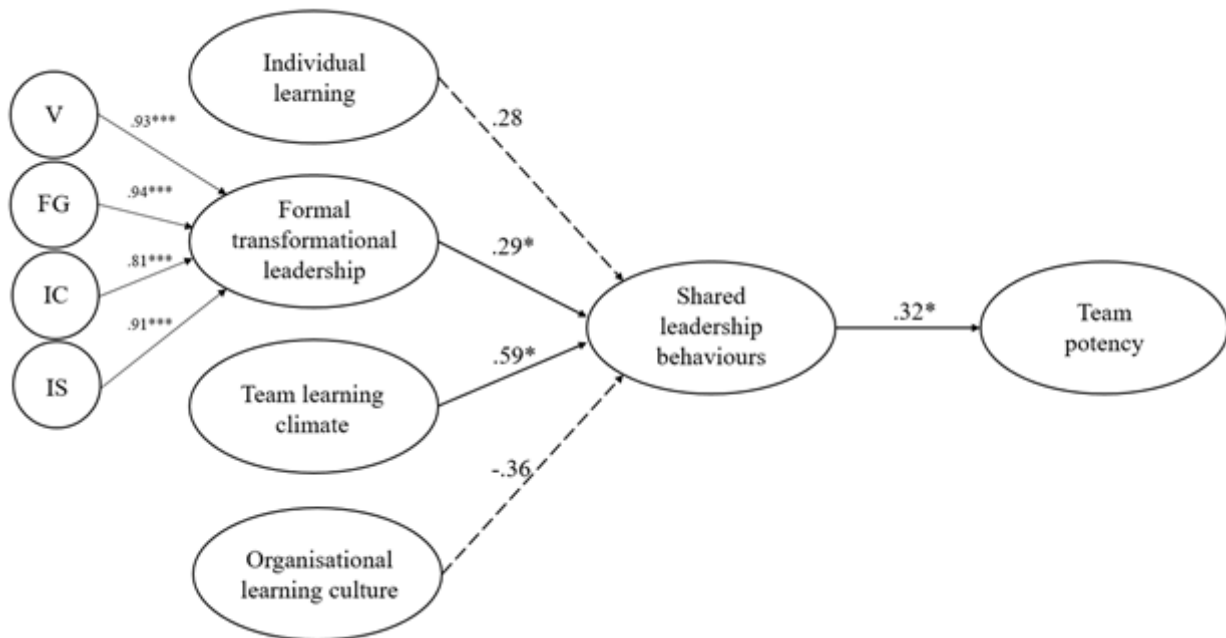 Individual
learning
V
.93***
.28
FG
.94***
Formal
transformational
leadership
.29*
IC
.81***
Shared
leadership
behaviours
.32*
Team
potency
IS
.91***
.59*
Team learning
climate
-.36
Organisational
learning culture